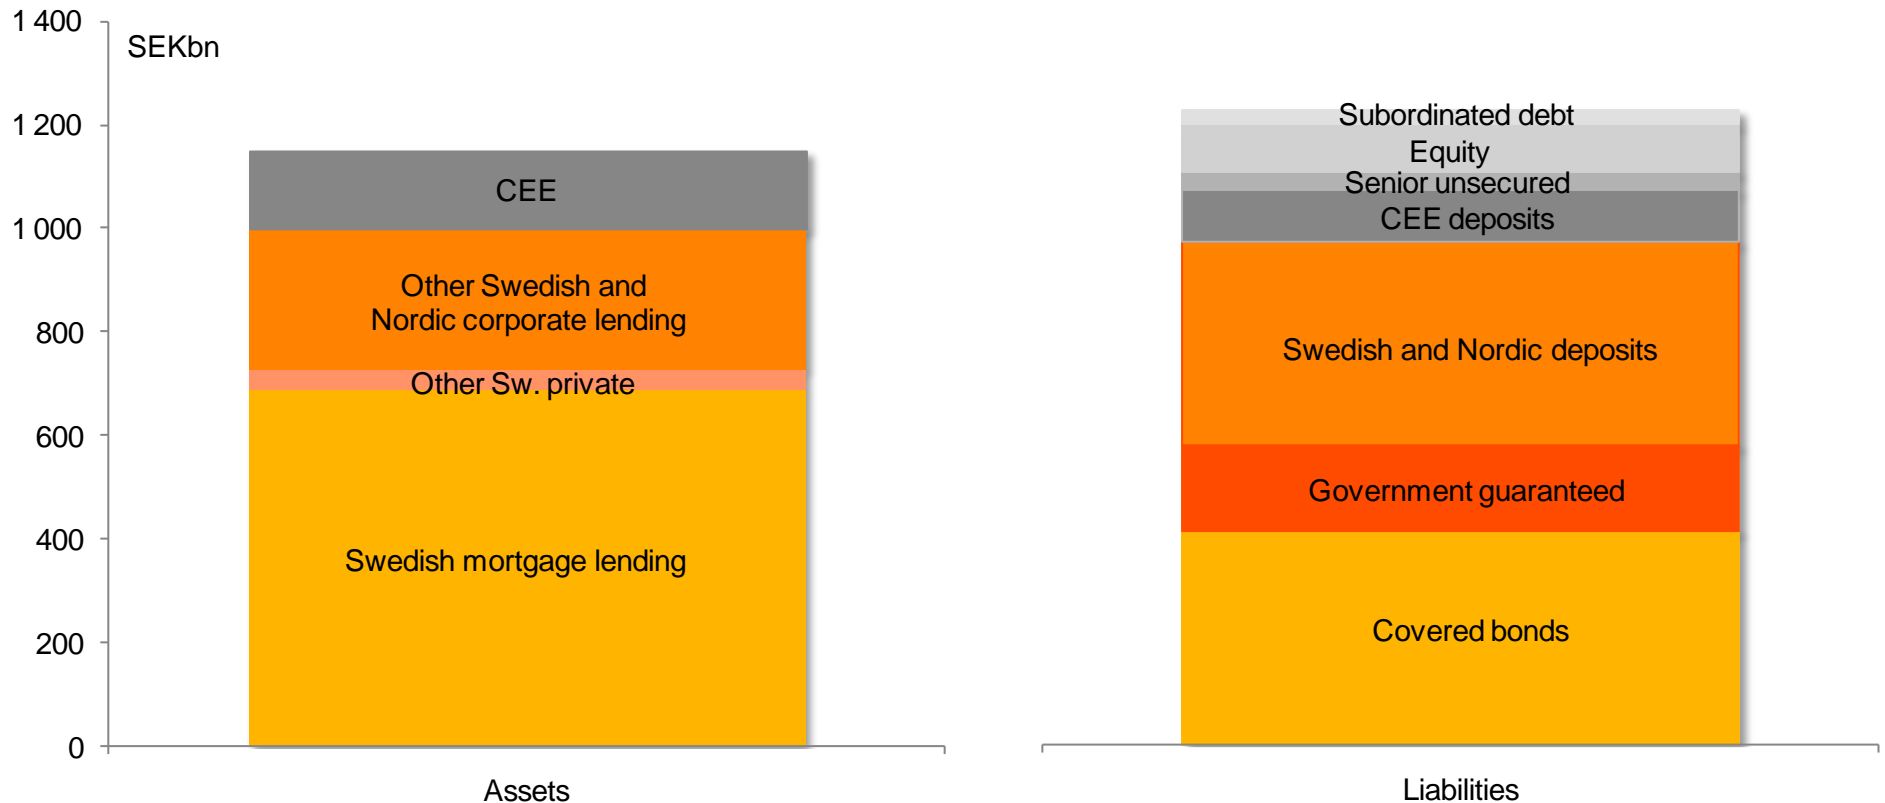 SEKbn
1 400
1 200
1 000
800
600
400
200
0
CEE
Other Swedish and
Nordic corporate lending
Other Sw. private
Swedish mortgage lending
Assets
Subordinated debt
Equity
Senior unsecured
CEE deposits
Swedish and Nordic deposits
Government guaranteed
Covered bonds
Liabilities